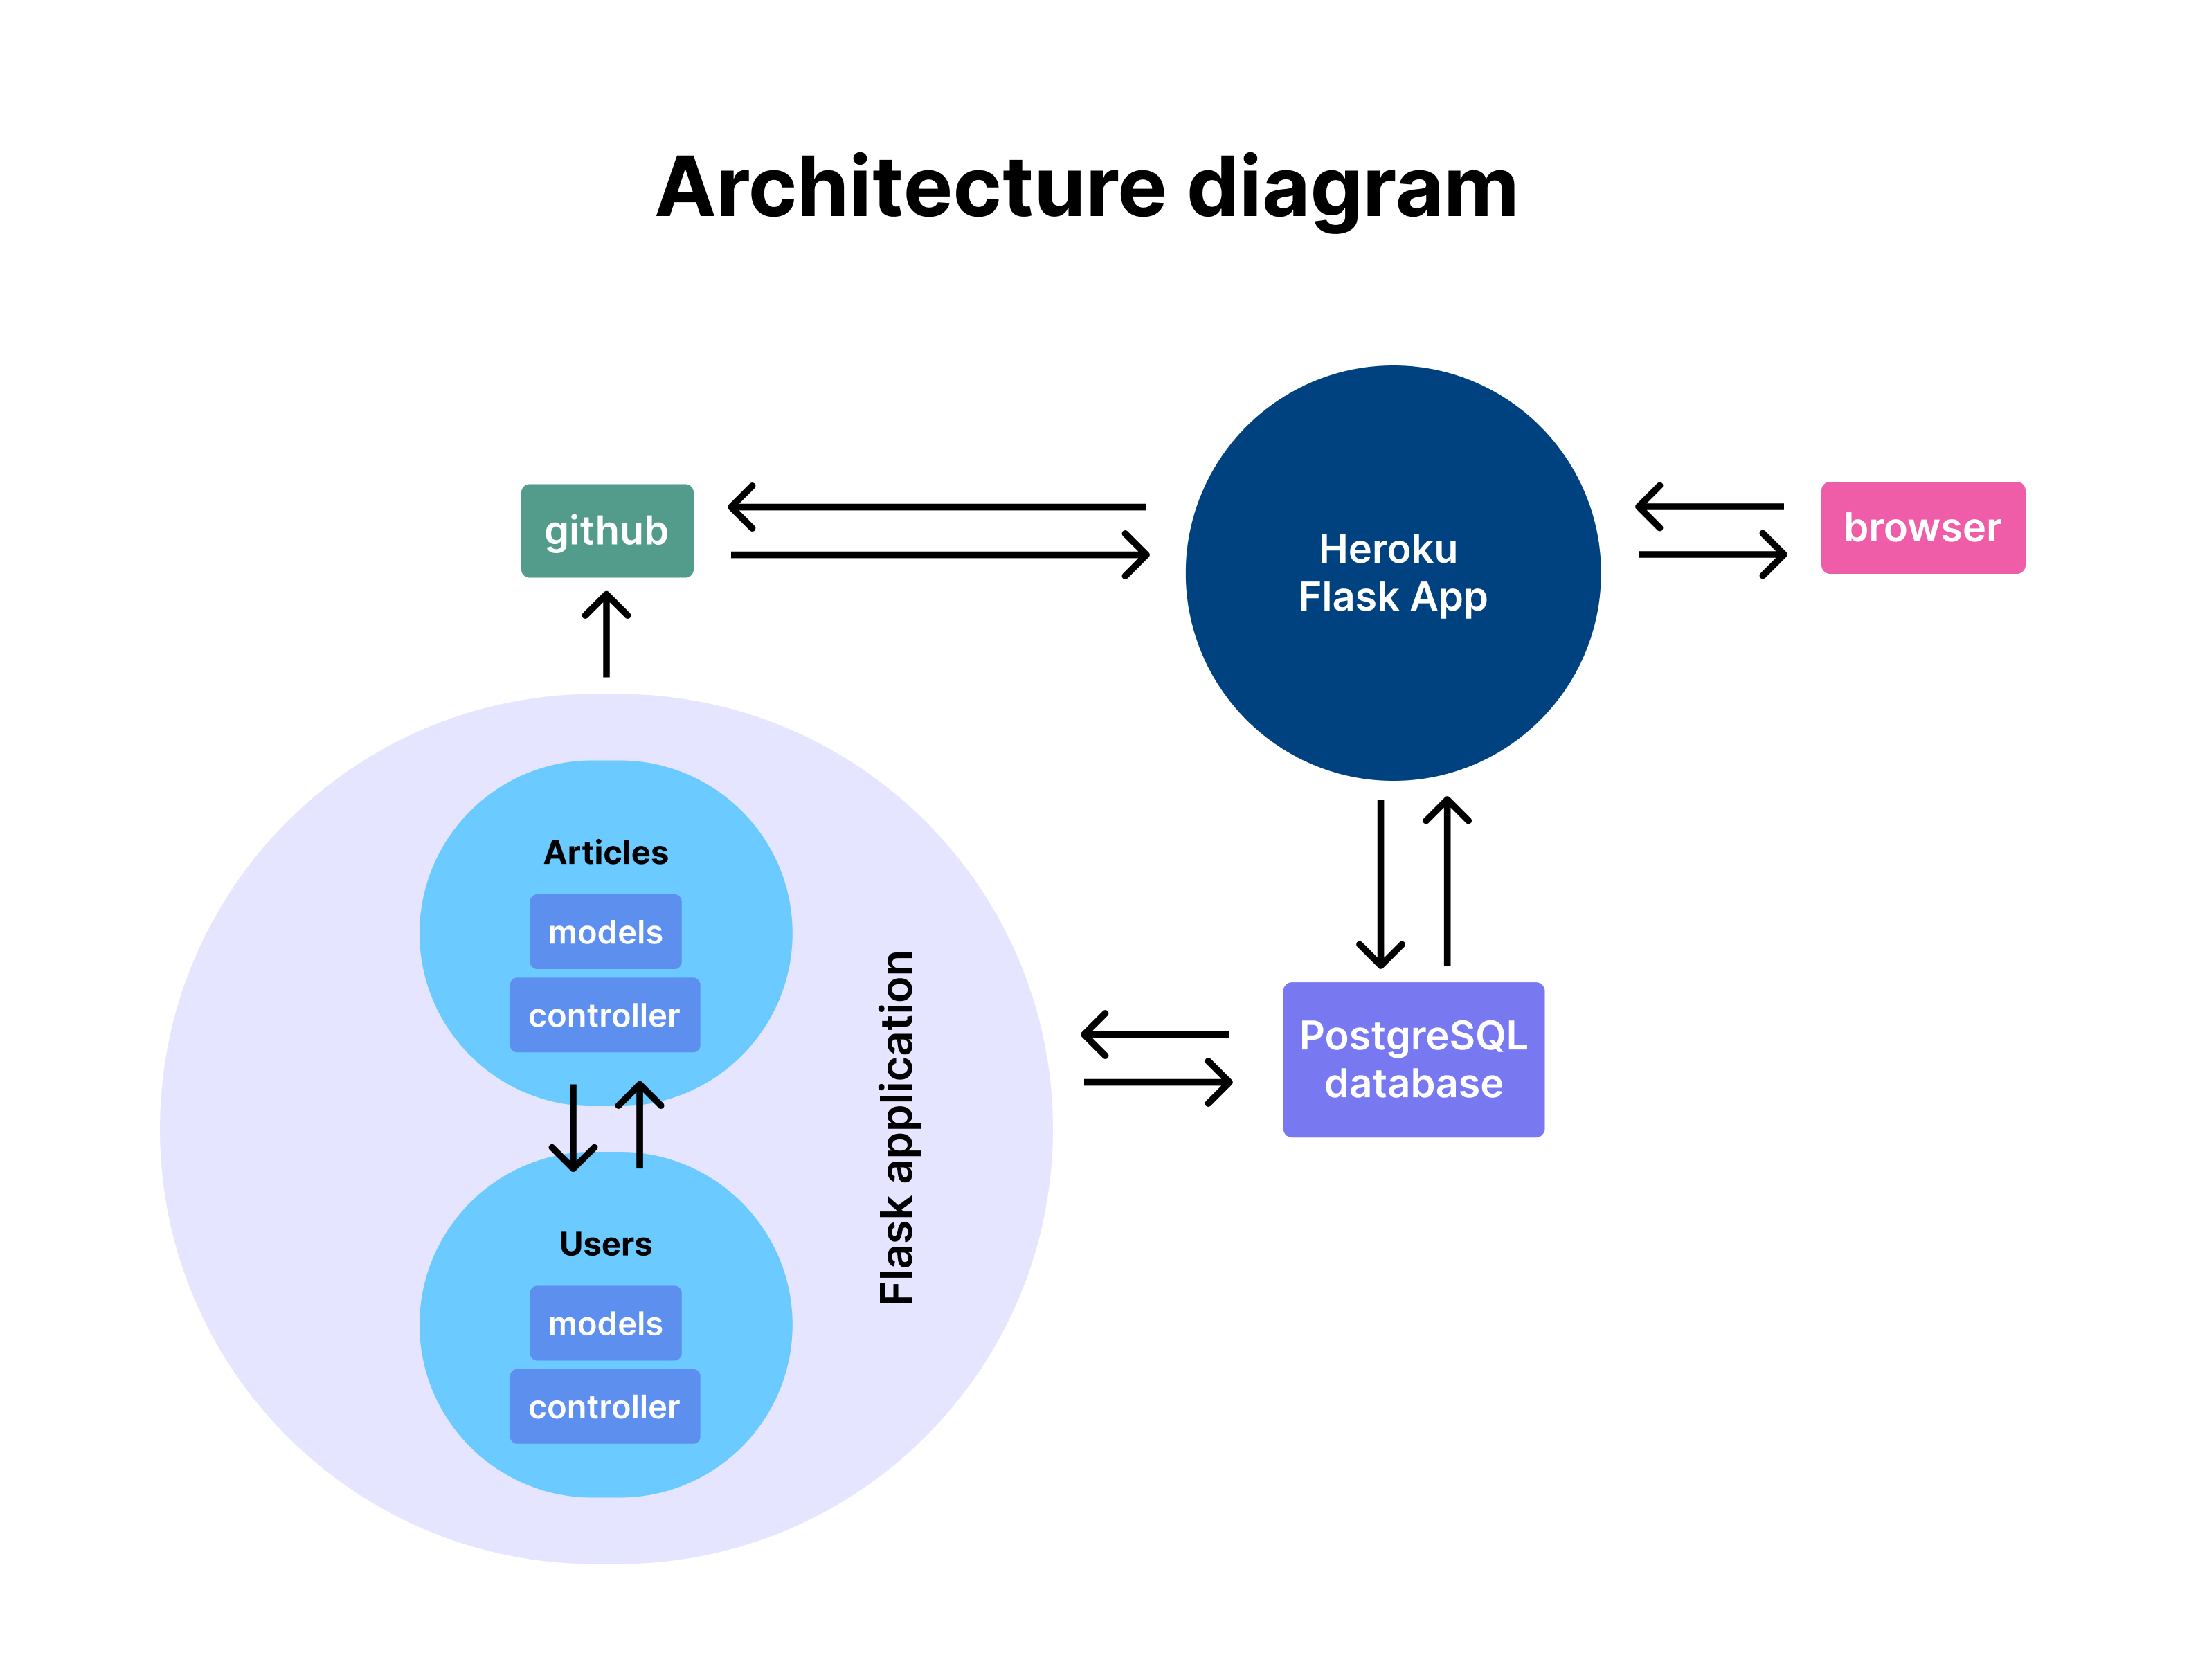 Architecture diagram
github
Heroku
Flask App
browser
Articles
models
controller
Flask application
PostgreSQL
database
Users
models
controller